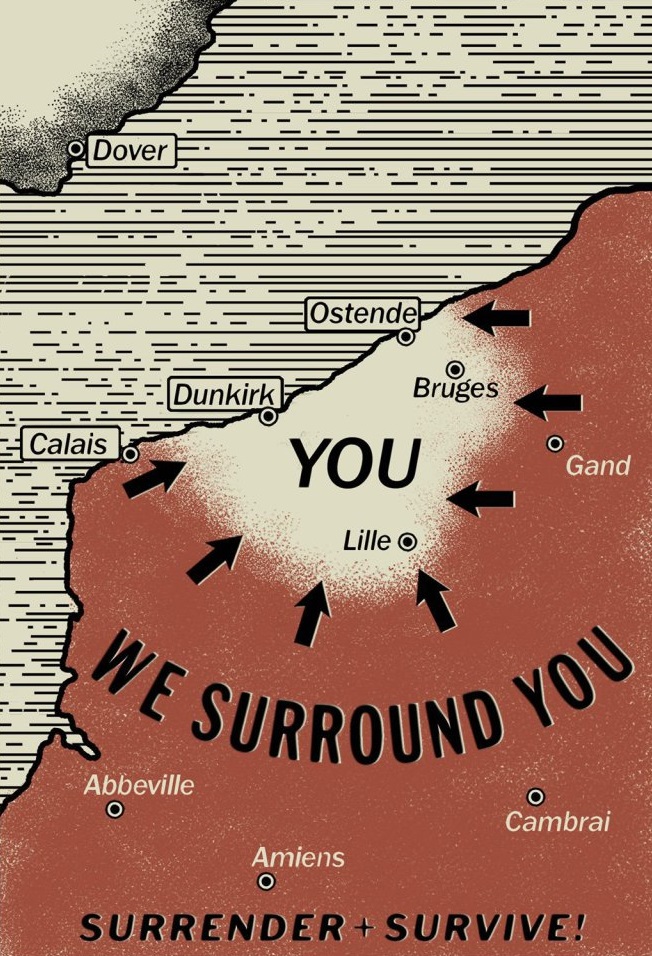 Dover
Ostende
Bruges
Dunkirk
Calais
YOU
Gand
Lille
WE SURROUND YOU
Abbeville
Cambrai
Amiens
SURRENDER + SURVIVE!